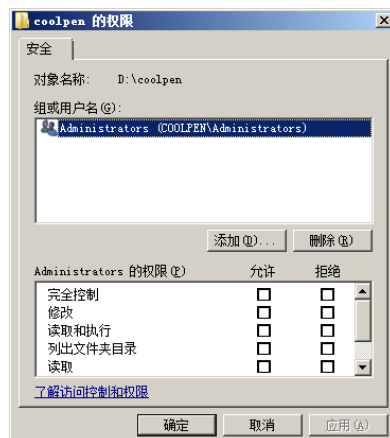 coolpen 的权限
安全
对象名称: D:\coolpen
组或用户名(G):
Administrators (COOLPEN\Administrators)
添加(D)... 删除(R)
Administrators 的权限(P) 允许 拒绝
完全控制
修改
读取和执行
列出文件夹目录
读取
了解访问控制和权限
确定 取消 应用(A)